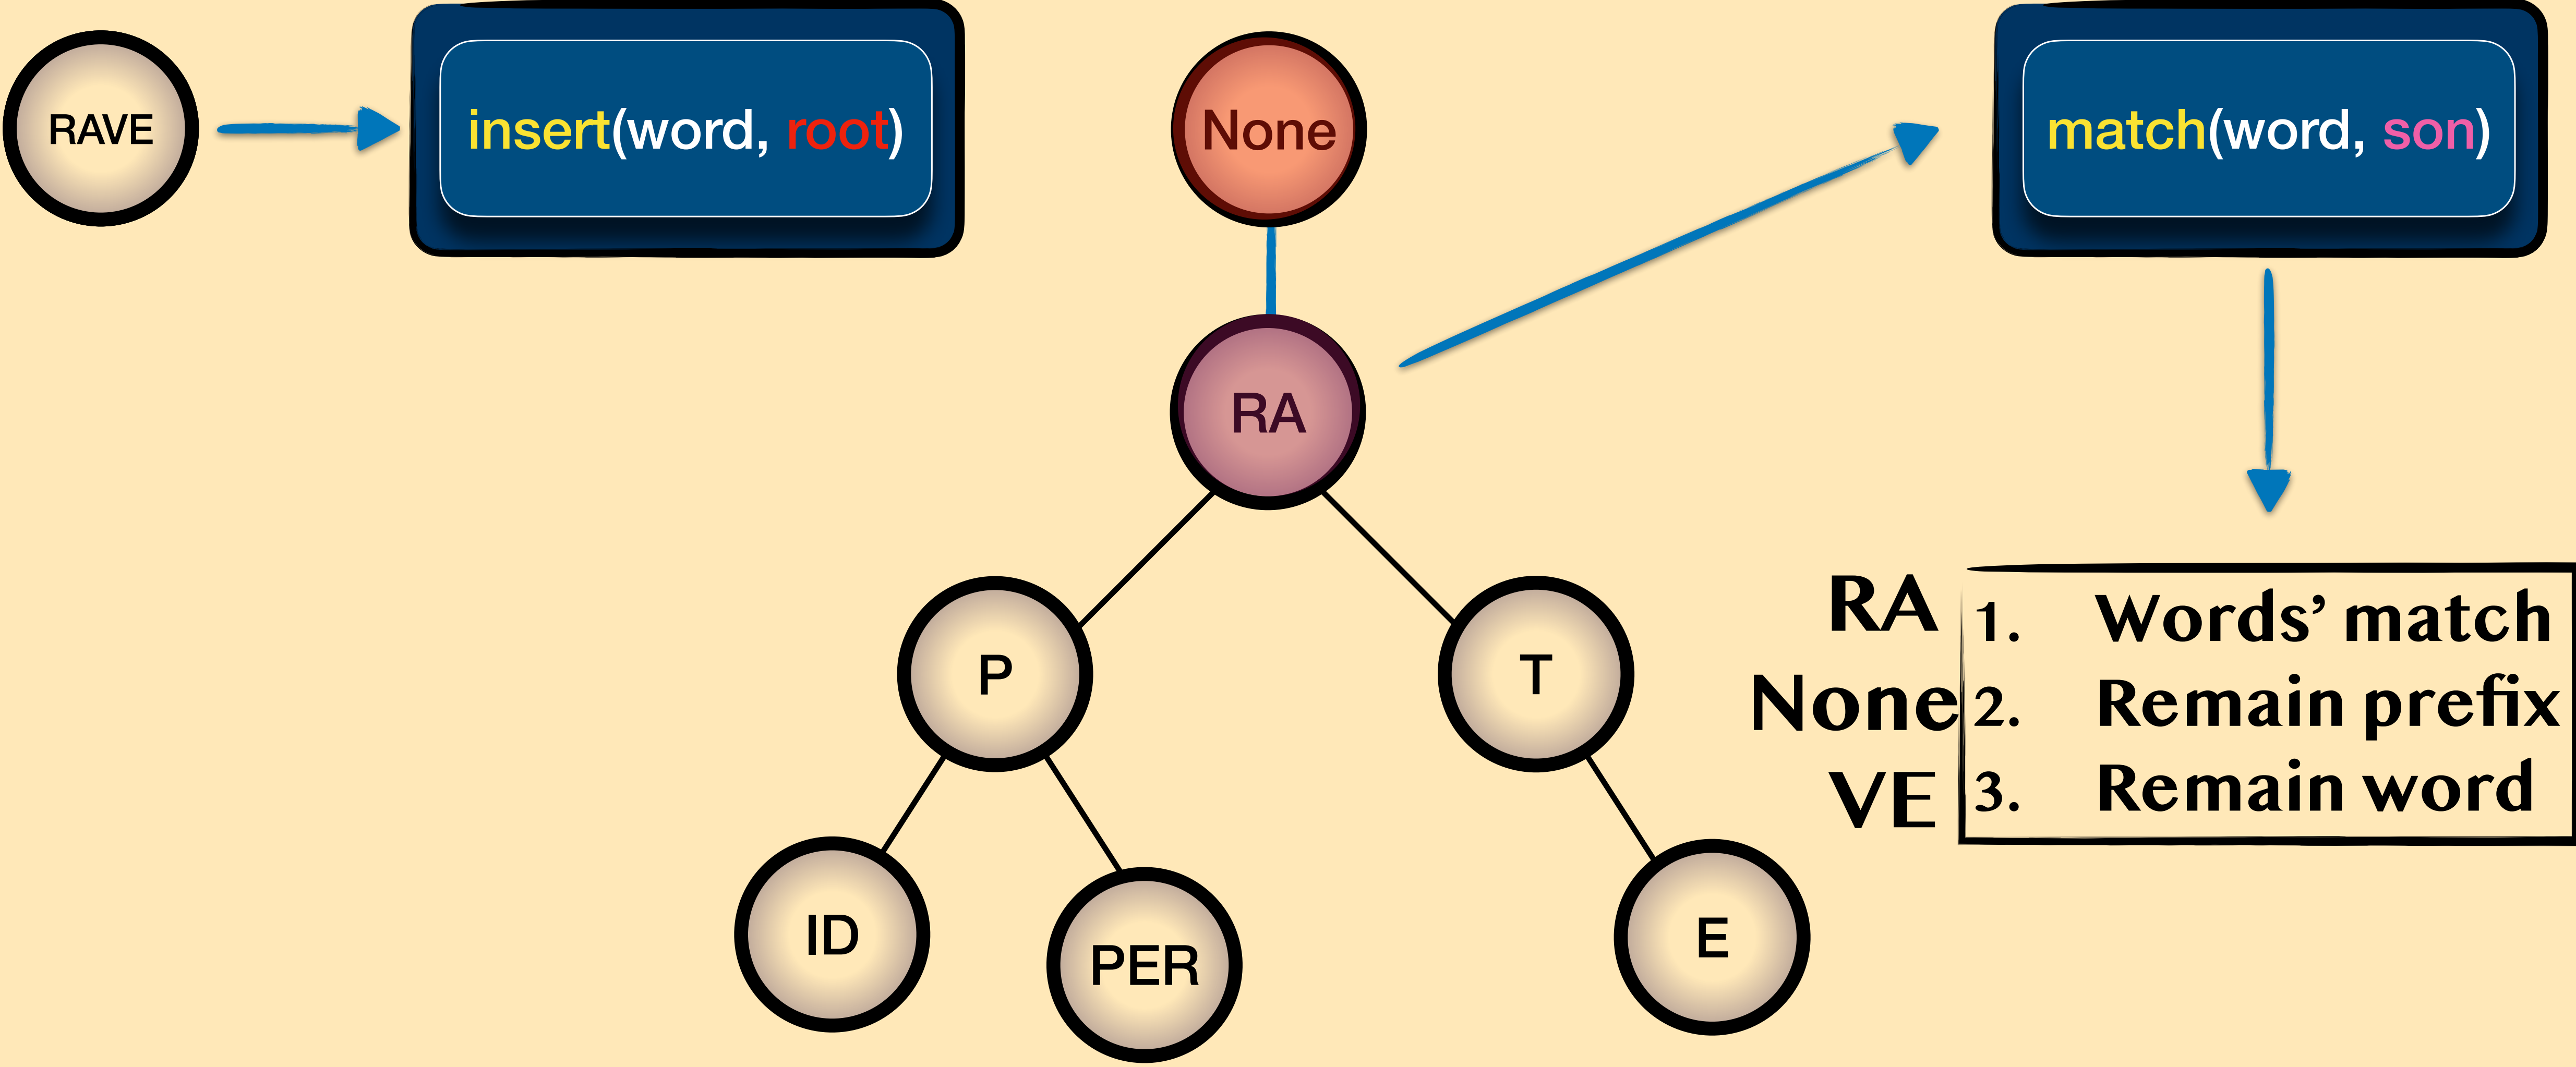 RAVE
insert(word, root)
None
match(word, son)
RA
P
T
ID
PER
E
RA 1. Words’ match
None 2. Remain prefix
VE 3. Remain word